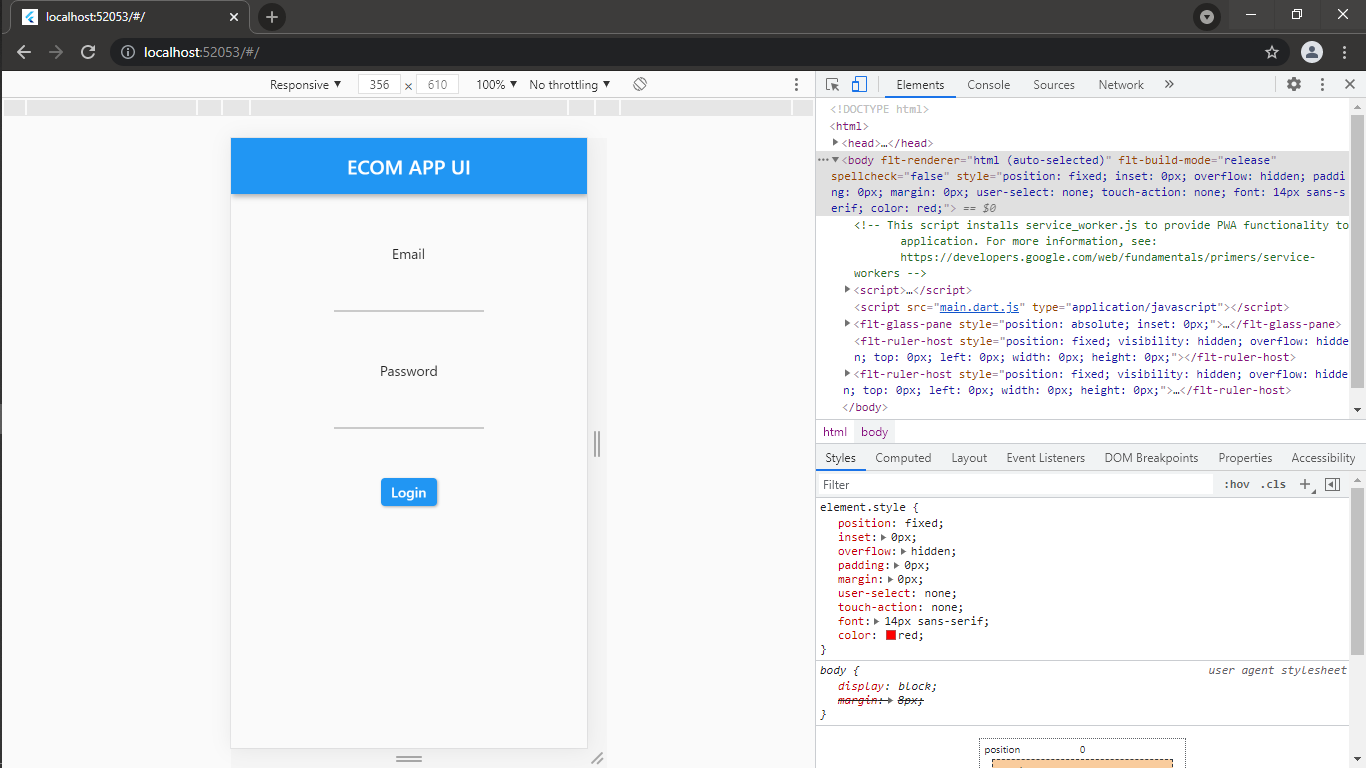 localhost:52053/#/
localhost:52053/#/
Responsive 356 × 610 100% No throttling
Elements Console Sources Network »
ECOM APP UI
Email
Password
Login
<!DOCTYPE html>
<html>
<head>…</head>
<body flt-renderer="html (auto-selected)" flt-build-mode="release"
spellcheck="false" style="position: fixed; inset: 0px; overflow: hidden; paddi
ng: 0px; margin: 0px; user-select: none; touch-action: none; font: 14px sans-s
erif; color: red;"> == $0
<!-- This script installs service_worker.js to provide PWA functionality to
application. For more information, see:
https://developers.google.com/web/fundamentals/primers/service-
workers -->
<script>…</script>
<script src="main.dart.js" type="application/javascript"></script>
<flt-glass-pane style="position: absolute; inset: 0px;">…</flt-glass-pane>
<flt-ruler-host style="position: fixed; visibility: hidden; overflow: hidde
n; top: 0px; left: 0px; width: 0px; height: 0px;"></flt-ruler-host>
<flt-ruler-host style="position: fixed; visibility: hidden; overflow: hidde
n; top: 0px; left: 0px; width: 0px; height: 0px;">…</flt-ruler-host>
</body>
html body
Styles Computed Layout Event Listeners DOM Breakpoints Properties Accessibility
Filter :hov .cls +
element.style {
position: fixed;
inset: 0px;
overflow: hidden;
padding: 0px;
margin: 0px;
user-select: none;
touch-action: none;
font: 14px sans-serif;
color: red;
}
body { user agent stylesheet
display: block;
margin: 8px;
}
position 0